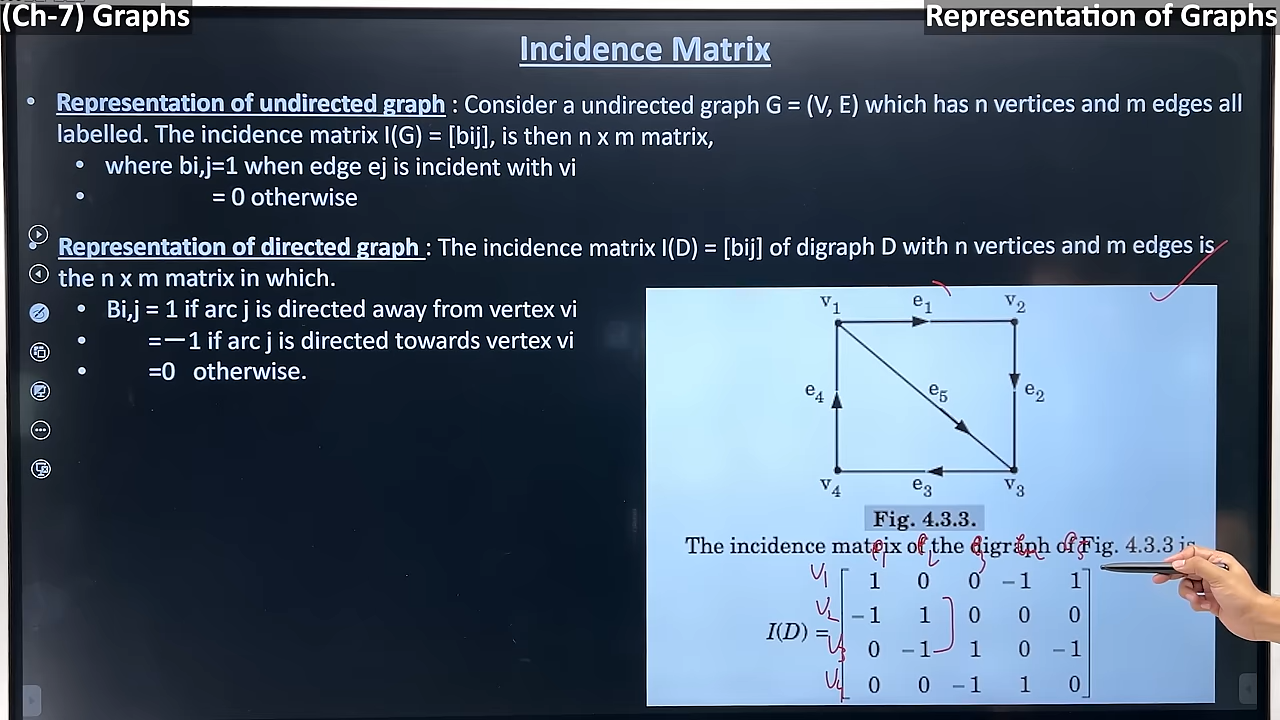 (Ch-7) Graphs
Representation of Graphs
Incidence Matrix
• Representation of undirected graph : Consider a undirected graph G = (V, E) which has n vertices and m edges all
labelled. The incidence matrix I(G) = [bij], is then n x m matrix,
• where bi,j=1 when edge ej is incident with vi
• = 0 otherwise
• Representation of directed graph : The incidence matrix I(D) = [bij] of digraph D with n vertices and m edges is
the n x m matrix in which.
• Bi,j = 1 if arc j is directed away from vertex vi
• =−1 if arc j is directed towards vertex vi
• =0 otherwise.
v1 e1 v2
e4 e5 e2
v4 e3 v3
Fig. 4.3.3.
The incidence matrix of the digraph of Fig. 4.3.3 is
e1 e2 e3 e4 e5
v1 1 0 0 −1 1
v2 −1 1 0 0 0
I(D) =
v3 0 −1 1 0 −1
v4 0 0 −1 1 0